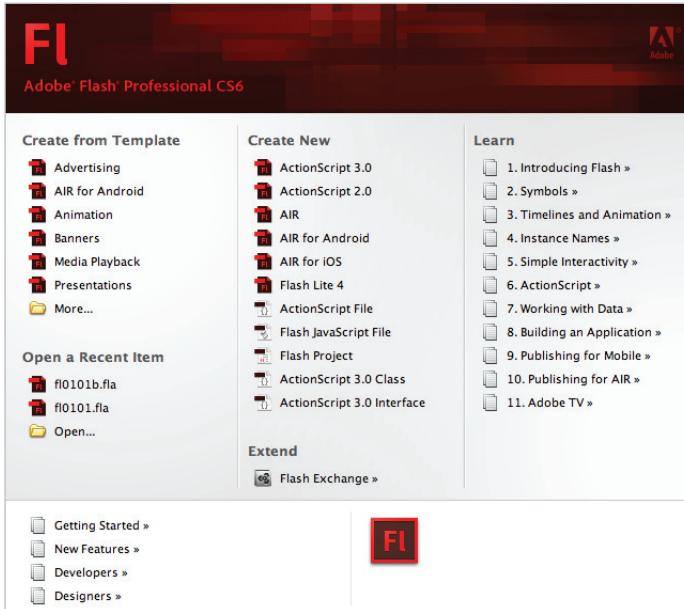 Fl
Adobe
Adobe® Flash® Professional CS6
Create from Template
Advertising
AIR for Android
Animation
Banners
Media Playback
Presentations
More...
Open a Recent Item
fl0101b.fla
fl0101.fla
Open...
Create New
ActionScript 3.0
ActionScript 2.0
AIR
AIR for Android
AIR for iOS
Flash Lite 4
ActionScript File
Flash JavaScript File
Flash Project
ActionScript 3.0 Class
ActionScript 3.0 Interface
Extend
Flash Exchange »
Learn
1. Introducing Flash »
2. Symbols »
3. Timelines and Animation »
4. Instance Names »
5. Simple Interactivity »
6. ActionScript »
7. Working with Data »
8. Building an Application »
9. Publishing for Mobile »
10. Publishing for AIR »
11. Adobe TV »
Getting Started »
New Features »
Developers »
Designers »
Fl